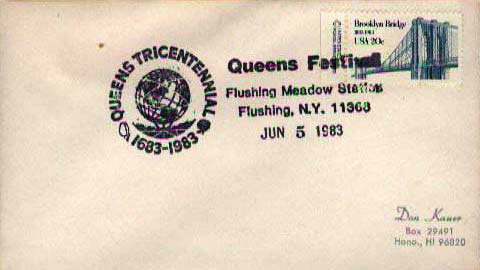 QUEENS TRICENTENNIAL
1683-1983
Queens Festival
Flushing Meadow Station
Flushing, N.Y. 11368
JUN 5 1983
Brooklyn Bridge
1883-1983
USA 20c
Don Kauer
Box 29491
Hono., HI 96820